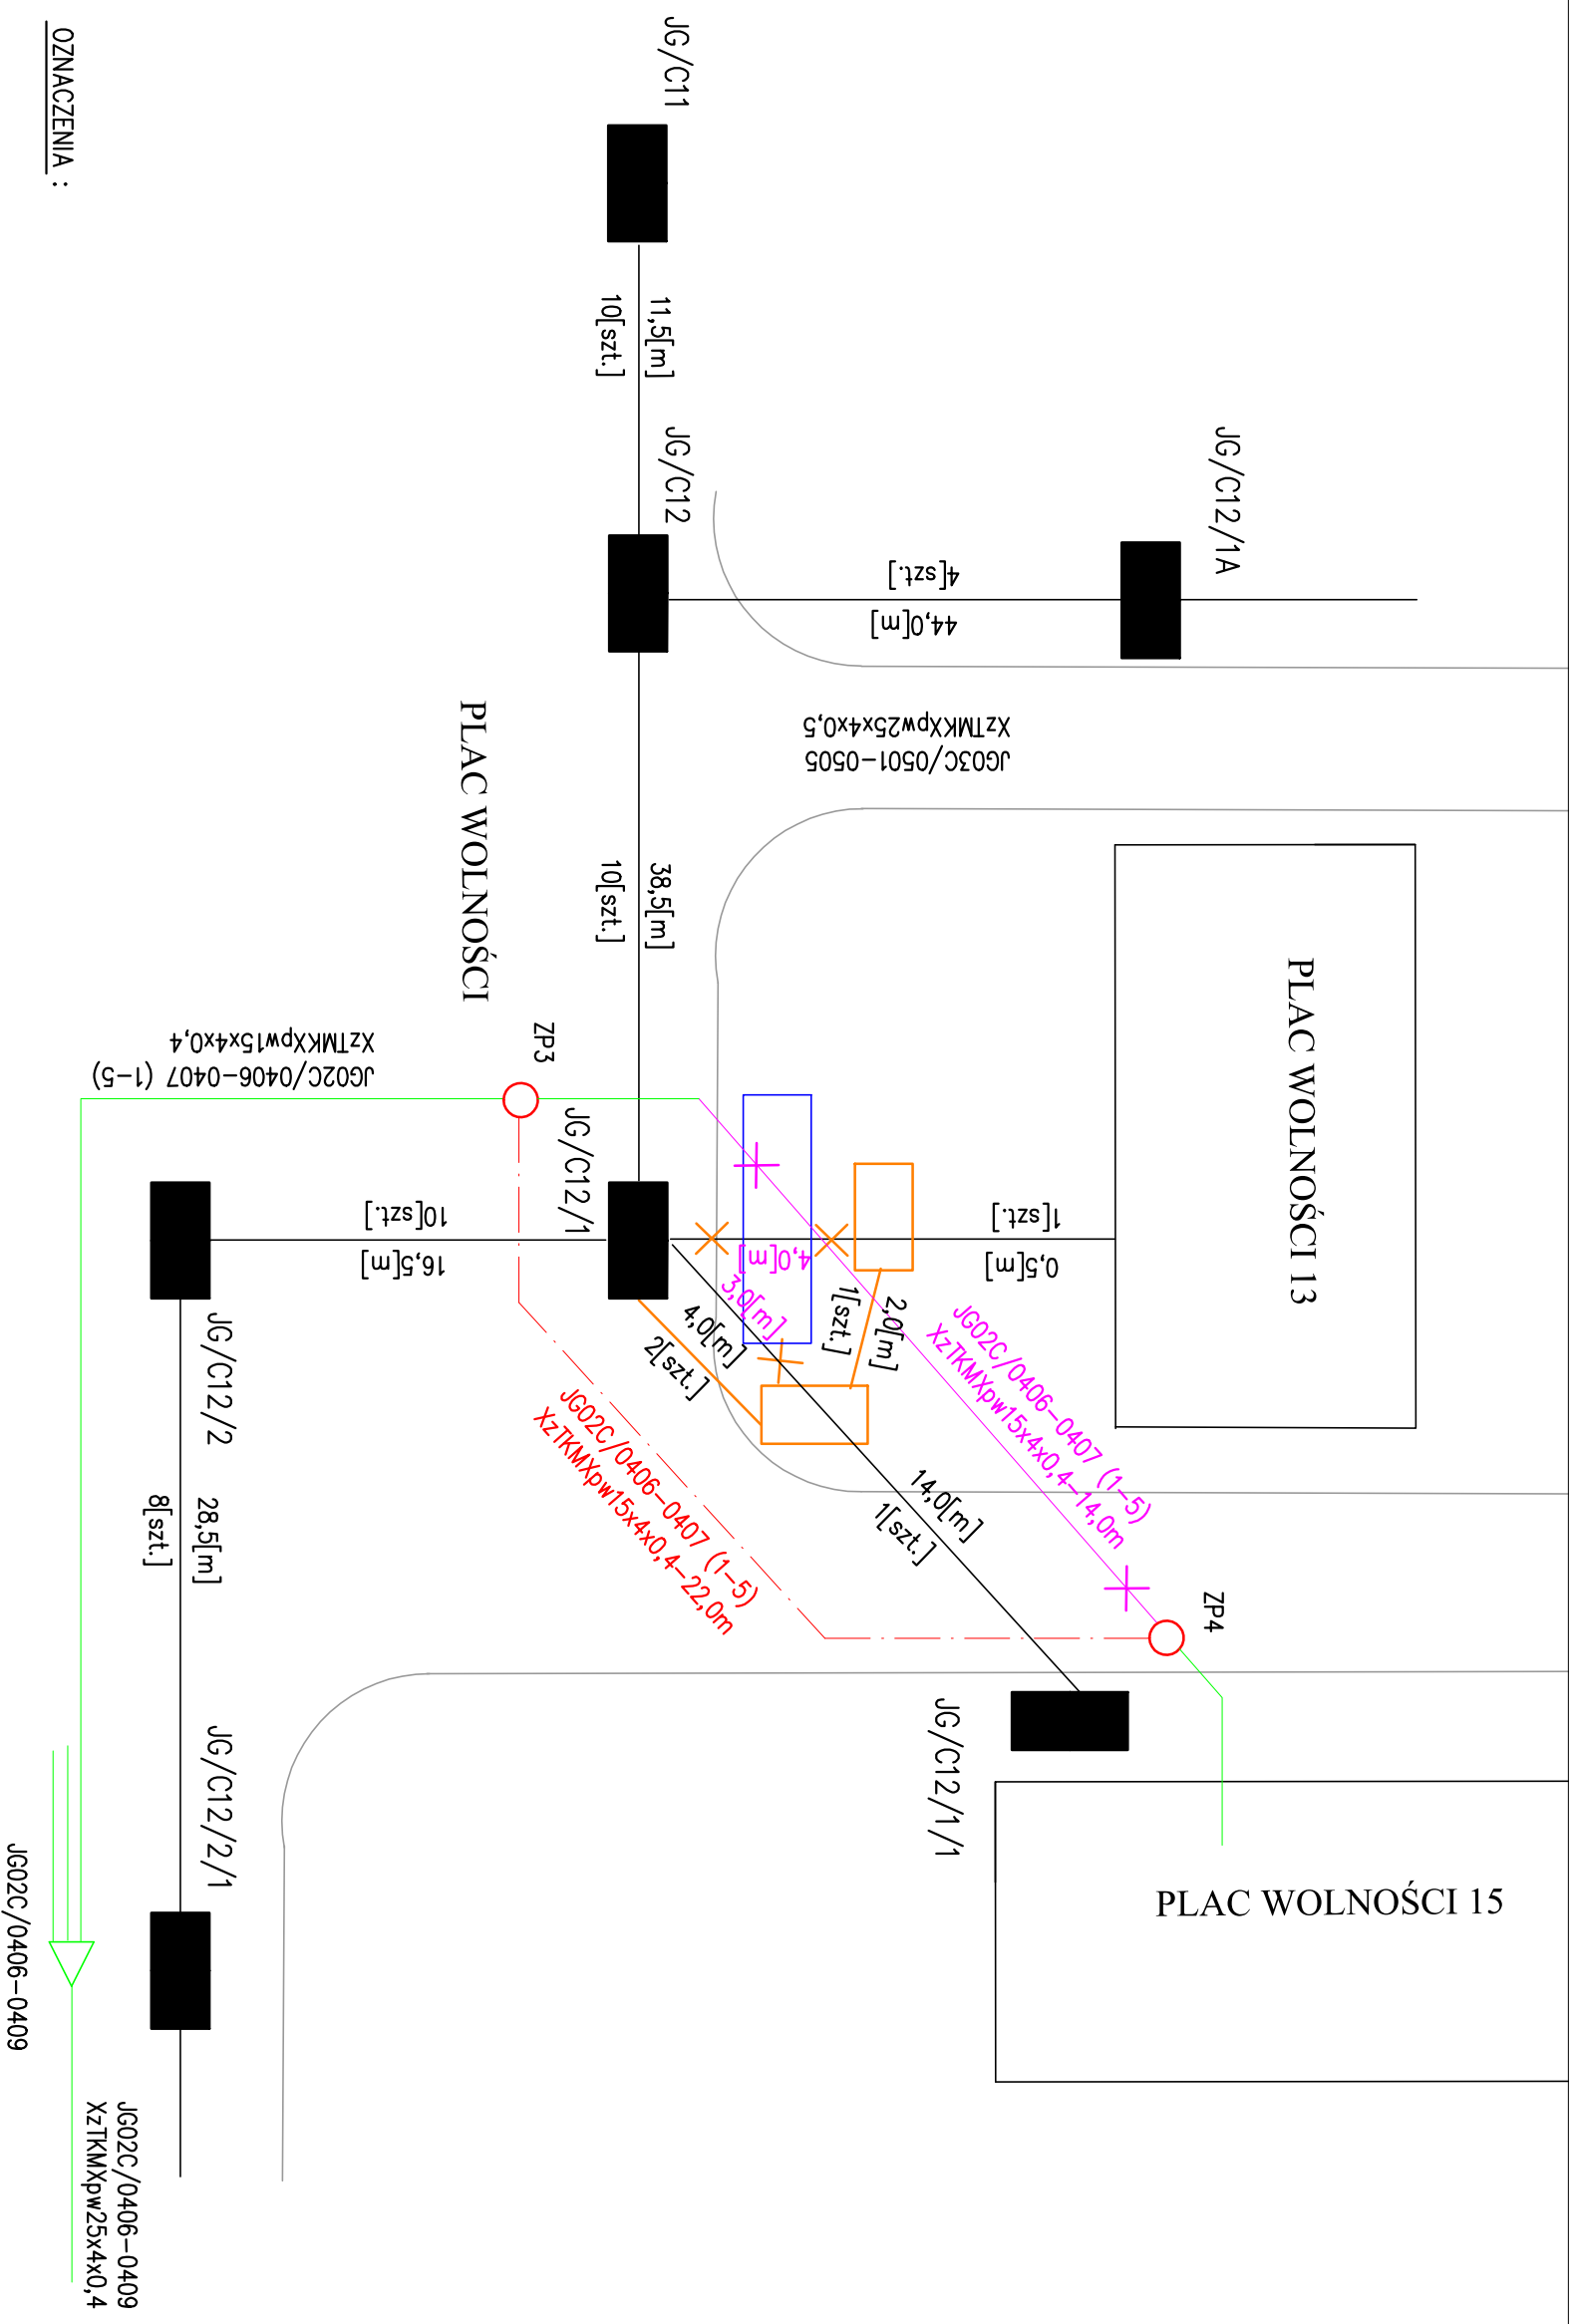 PLAC WOLNOŚCI 15
PLAC WOLNOŚCI 13
JG/C12/1A
4[szt.]
44,0[m]
JG03C/0501-0505
XzTMKXpw25x4x0,5
JG/C11
11,5[m]
10[szt.]
JG/C12
38,5[m]
10[szt.]
PLAC WOLNOŚCI
ZP3
JG02C/0406-0407 (1-5)
XzTMKXpw15x4x0,4
JG/C12/1
1[szt.]
0,5[m]
4,0[m]
3,0[m]
2,0[m]
1[szt.]
4,0[m]
2[szt.]
JG02C/0406-0407 (1-5)
XzTKMXpw15x4x0,4-14,0m
14,0[m]
1[szt.]
JG02C/0406-0407 (1-5)
XzTKMXpw15x4x0,4-22,0m
ZP4
JG/C12/1/1
10[szt.]
16,5[m]
JG/C12/2
28,5[m]
8[szt.]
JG/C12/2/1
JG02C/0406-0409
XzTKMXpw25x4x0,4
JG02C/0406-0409
OZNACZENIA :